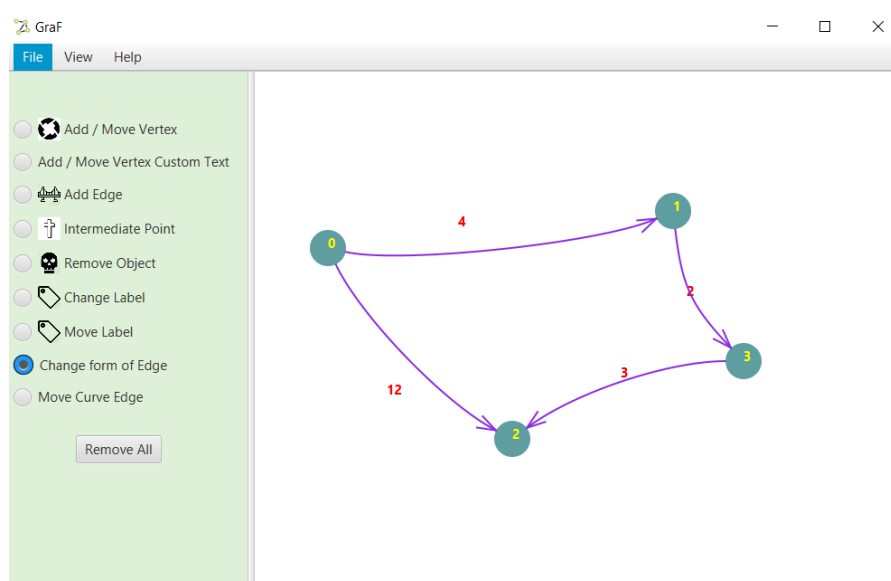 GraF
File View Help
Add / Move Vertex
Add / Move Vertex Custom Text
Add Edge
Intermediate Point
Remove Object
Change Label
Move Label
Change form of Edge
Move Curve Edge
Remove All
1
4
0
2
3
3
12
2